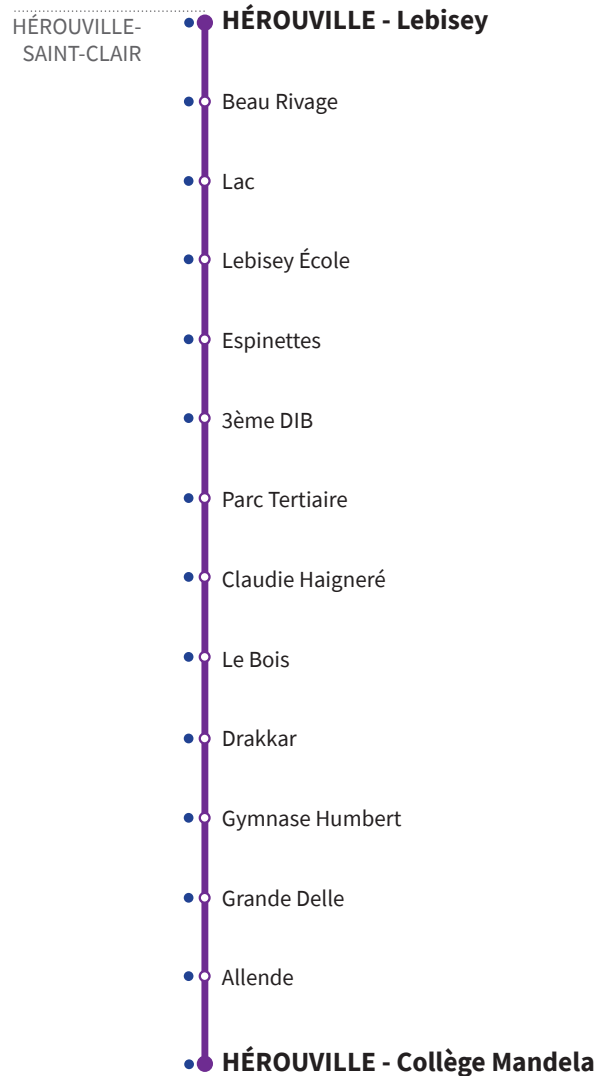 HÉROUVILLE-
SAINT-CLAIR
HÉROUVILLE - Lebisey
Beau Rivage
Lac
Lebisey École
Espinettes
3ème DIB
Parc Tertiaire
Claudie Haigneré
Le Bois
Drakkar
Gymnase Humbert
Grande Delle
Allende
HÉROUVILLE - Collège Mandela